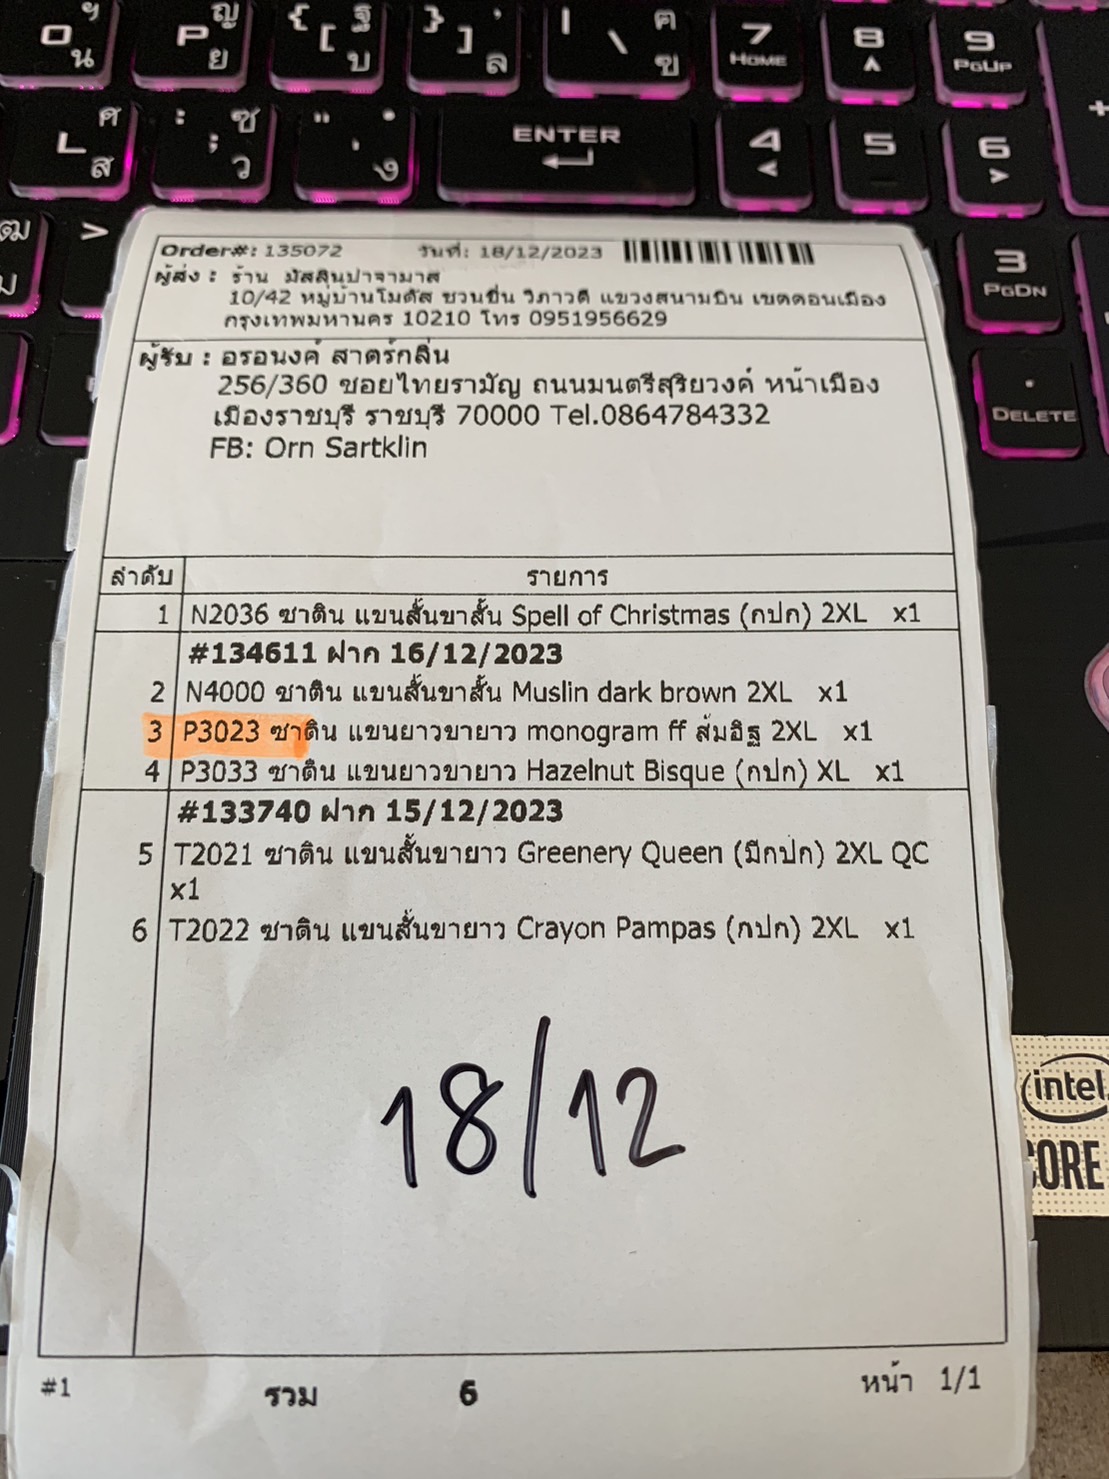 O ฯ น
P ญ ย
{ [ ฐ บ
} ] , ล
| \ ฅ ฃ
7 HOME
8
9 PGUP
+
L ศ ส
: ; ซ ว
" ' . ง
ENTER
4
5
6
ฒ ม >
3 PGDN
. DELETE
Order#: 135072 วันที่: 18/12/2023
ผู้ส่ง : ร้าน มัสลินปาจามาส
10/42 หมู่บ้านโมดัส ชวนชื่น วิภาวดี แขวงสนามบิน เขตดอนเมือง
กรุงเทพมหานคร 10210 โทร 0951956629
ผู้รับ : อรอนงค์ สาตร์กลิ่น
256/360 ซอยไทยรามัญ ถนนมนตรีสุริยวงค์ หน้าเมือง
เมืองราชบุรี ราชบุรี 70000 Tel.0864784332
FB: Orn Sartklin
ลำดับ รายการ
1 N2036 ซาติน แขนสั้นขาสั้น Spell of Christmas (กปก) 2XL x1
#134611 ฝาก 16/12/2023
2 N4000 ซาติน แขนสั้นขาสั้น Muslin dark brown 2XL x1
3 P3023 ซาติน แขนยาวขายาว monogram ff ส้มอิฐ 2XL x1
4 P3033 ซาติน แขนยาวขายาว Hazelnut Bisque (กปก) XL x1
#133740 ฝาก 15/12/2023
5 T2021 ซาติน แขนสั้นขายาว Greenery Queen (มีกปก) 2XL QC
x1
6 T2022 ซาติน แขนสั้นขายาว Crayon Pampas (กปก) 2XL x1
18/12
intel
CORE
#1 รวม 6 หน้า 1/1